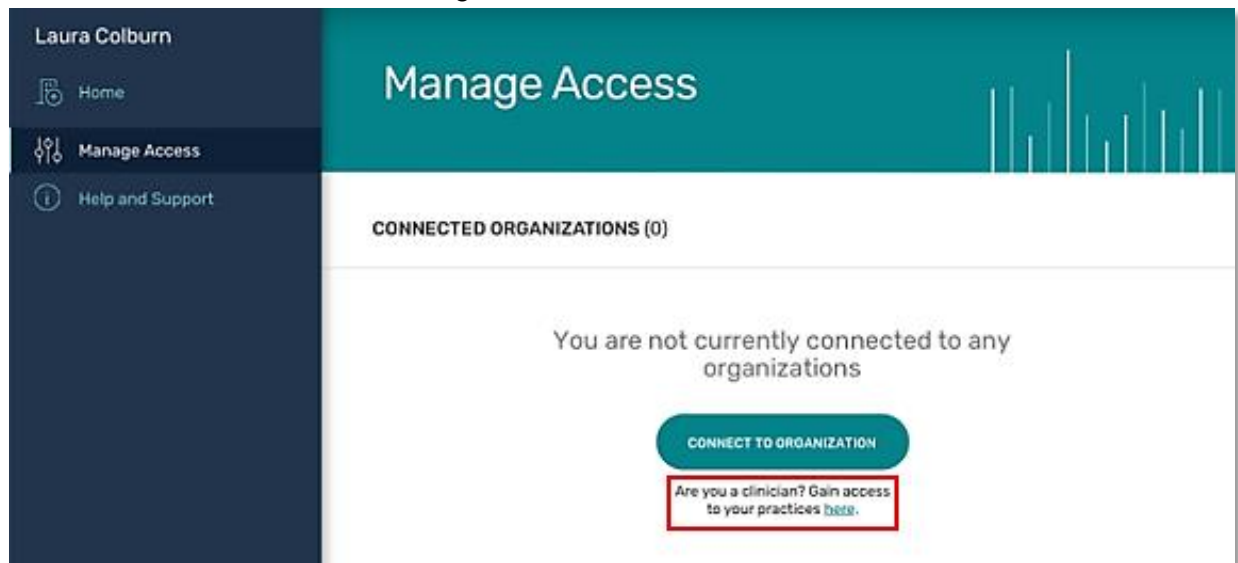 Laura Colburn
Home
Manage Access
Help and Support
Manage Access
CONNECTED ORGANIZATIONS (0)
You are not currently connected to any
organizations
CONNECT TO ORGANIZATION
Are you a clinician? Gain access
to your practices here.